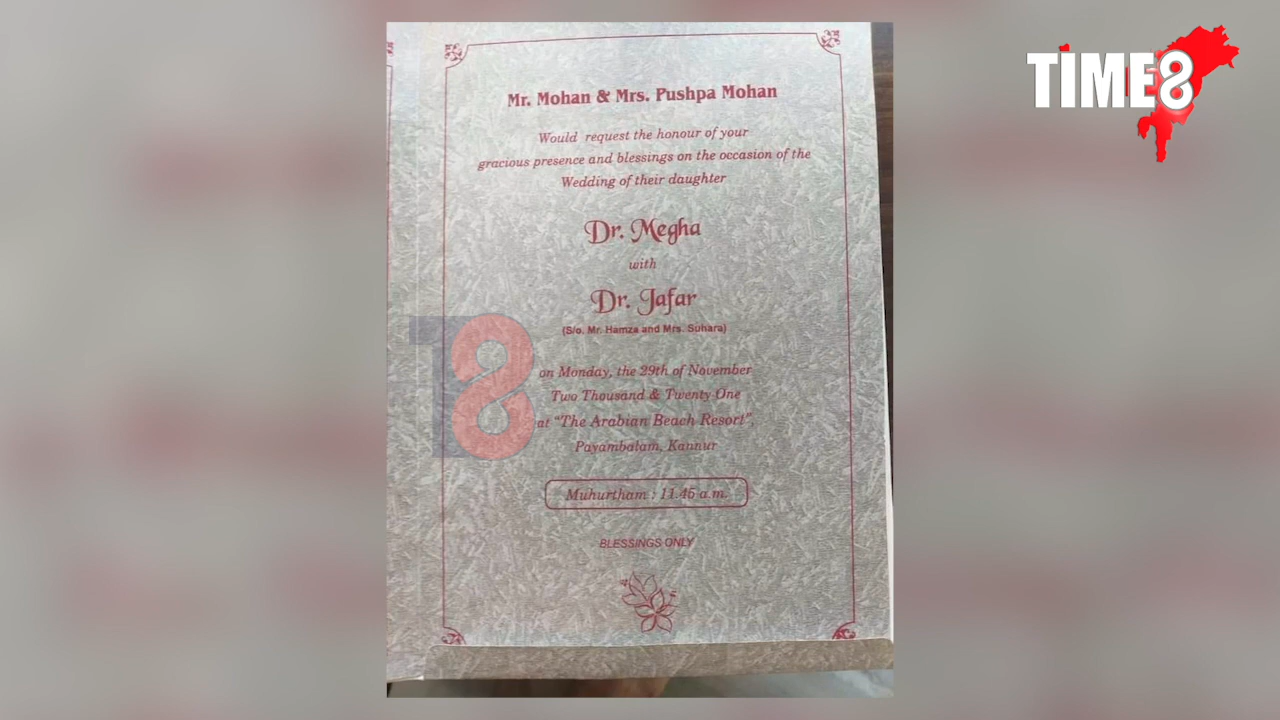 TIME8
Mr. Mohan & Mrs. Pushpa Mohan
Would request the honour of your
gracious presence and blessings on the occasion of the
Wedding of their daughter
Dr. Megha
with
Dr. Jafar
(S/o. Mr. Hamza and Mrs. Suhara)
on Monday, the 29th of November
Two Thousand & Twenty One
at "The Arabian Beach Resort",
Payambalam, Kannur
Muhurtham : 11.45 a.m.
BLESSINGS ONLY
T8